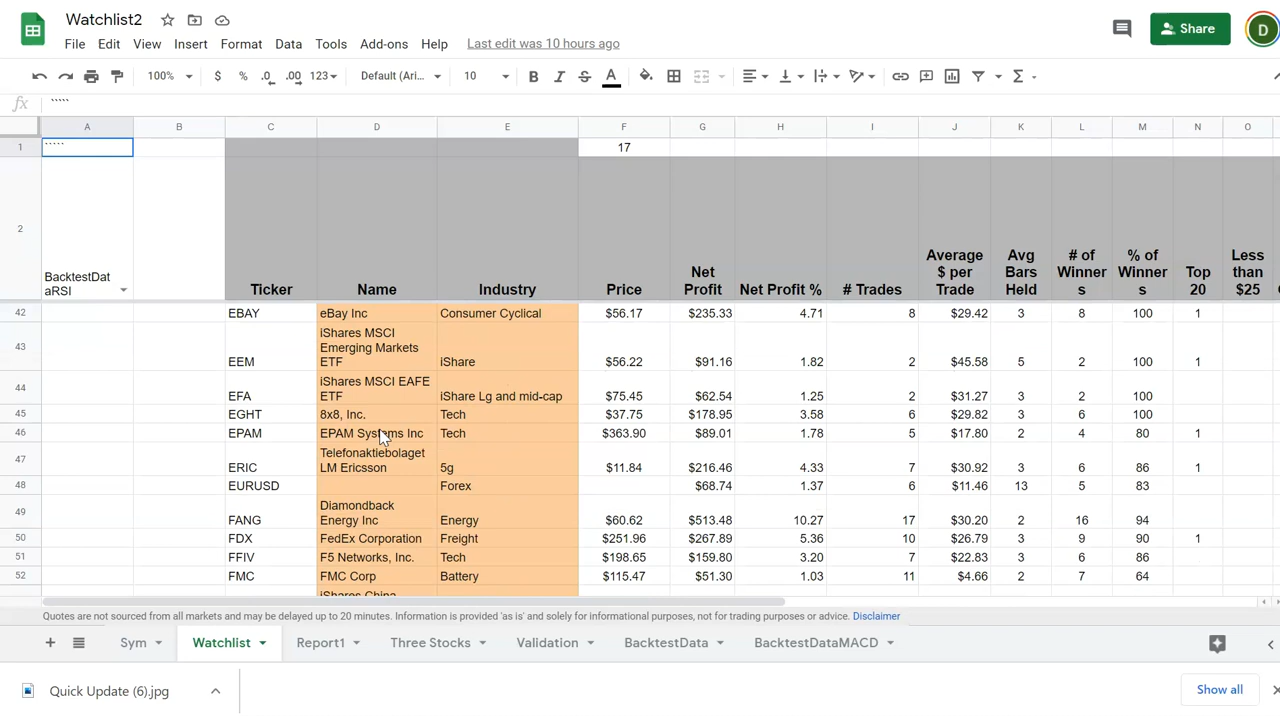 Watchlist2
File Edit View Insert Format Data Tools Add-ons Help Last edit was 10 hours ago
Share
D
100% $ % .0 .00 123 Default (Ari... 10 B I S A Σ
fx `````
A B C D E F G H I J K L M N O
1 ````` 17
2 BacktestDat
aRSI
Ticker Name Industry Price Net
Profit Net Profit % # Trades Average
$ per
Trade Avg
Bars
Held # of
Winner
s % of
Winner
s Top
20 Less
than
$25
42 EBAY eBay Inc Consumer Cyclical $56.17 $235.33 4.71 8 $29.42 3 8 100 1
43 EEM iShares MSCI
Emerging Markets
ETF iShare $56.22 $91.16 1.82 2 $45.58 5 2 100 1
44 EFA iShares MSCI EAFE
ETF iShare Lg and mid-cap $75.45 $62.54 1.25 2 $31.27 3 2 100
45 EGHT 8x8, Inc. Tech $37.75 $178.95 3.58 6 $29.82 3 6 100
46 EPAM EPAM Systems Inc Tech $363.90 $89.01 1.78 5 $17.80 2 4 80 1
47 ERIC Telefonaktiebolaget
LM Ericsson 5g $11.84 $216.46 4.33 7 $30.92 3 6 86 1
48 EURUSD Forex $68.74 1.37 6 $11.46 13 5 83
49 FANG Diamondback
Energy Inc Energy $60.62 $513.48 10.27 17 $30.20 2 16 94
50 FDX FedEx Corporation Freight $251.96 $267.89 5.36 10 $26.79 3 9 90 1
51 FFIV F5 Networks, Inc. Tech $198.65 $159.80 3.20 7 $22.83 3 6 86
52 FMC FMC Corp Battery $115.47 $51.30 1.03 11 $4.66 2 7 64
iShares China
Quotes are not sourced from all markets and may be delayed up to 20 minutes. Information is provided 'as is' and solely for informational purposes, not for trading purposes or advice. Disclaimer
Sym Watchlist Report1 Three Stocks Validation BacktestData BacktestDataMACD
Quick Update (6).jpg Show all